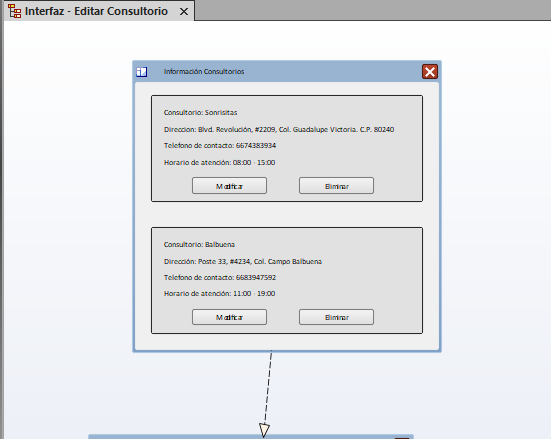 Interfaz - Editar Consultorio
Información Consultorios
Consultorio: Sonrisitas
Direccion: Blvd. Revolución, #2209, Col. Guadalupe Victoria. C.P. 80240
Telefono de contacto: 6674383934
Horario de atención: 08:00 - 15:00
Modificar Eliminar
Consultorio: Balbuena
Dirección: Poste 33, #4234, Col. Campo Balbuena
Telefono de contacto: 6683947592
Horario de atención: 11:00 - 19:00
Modificar Eliminar